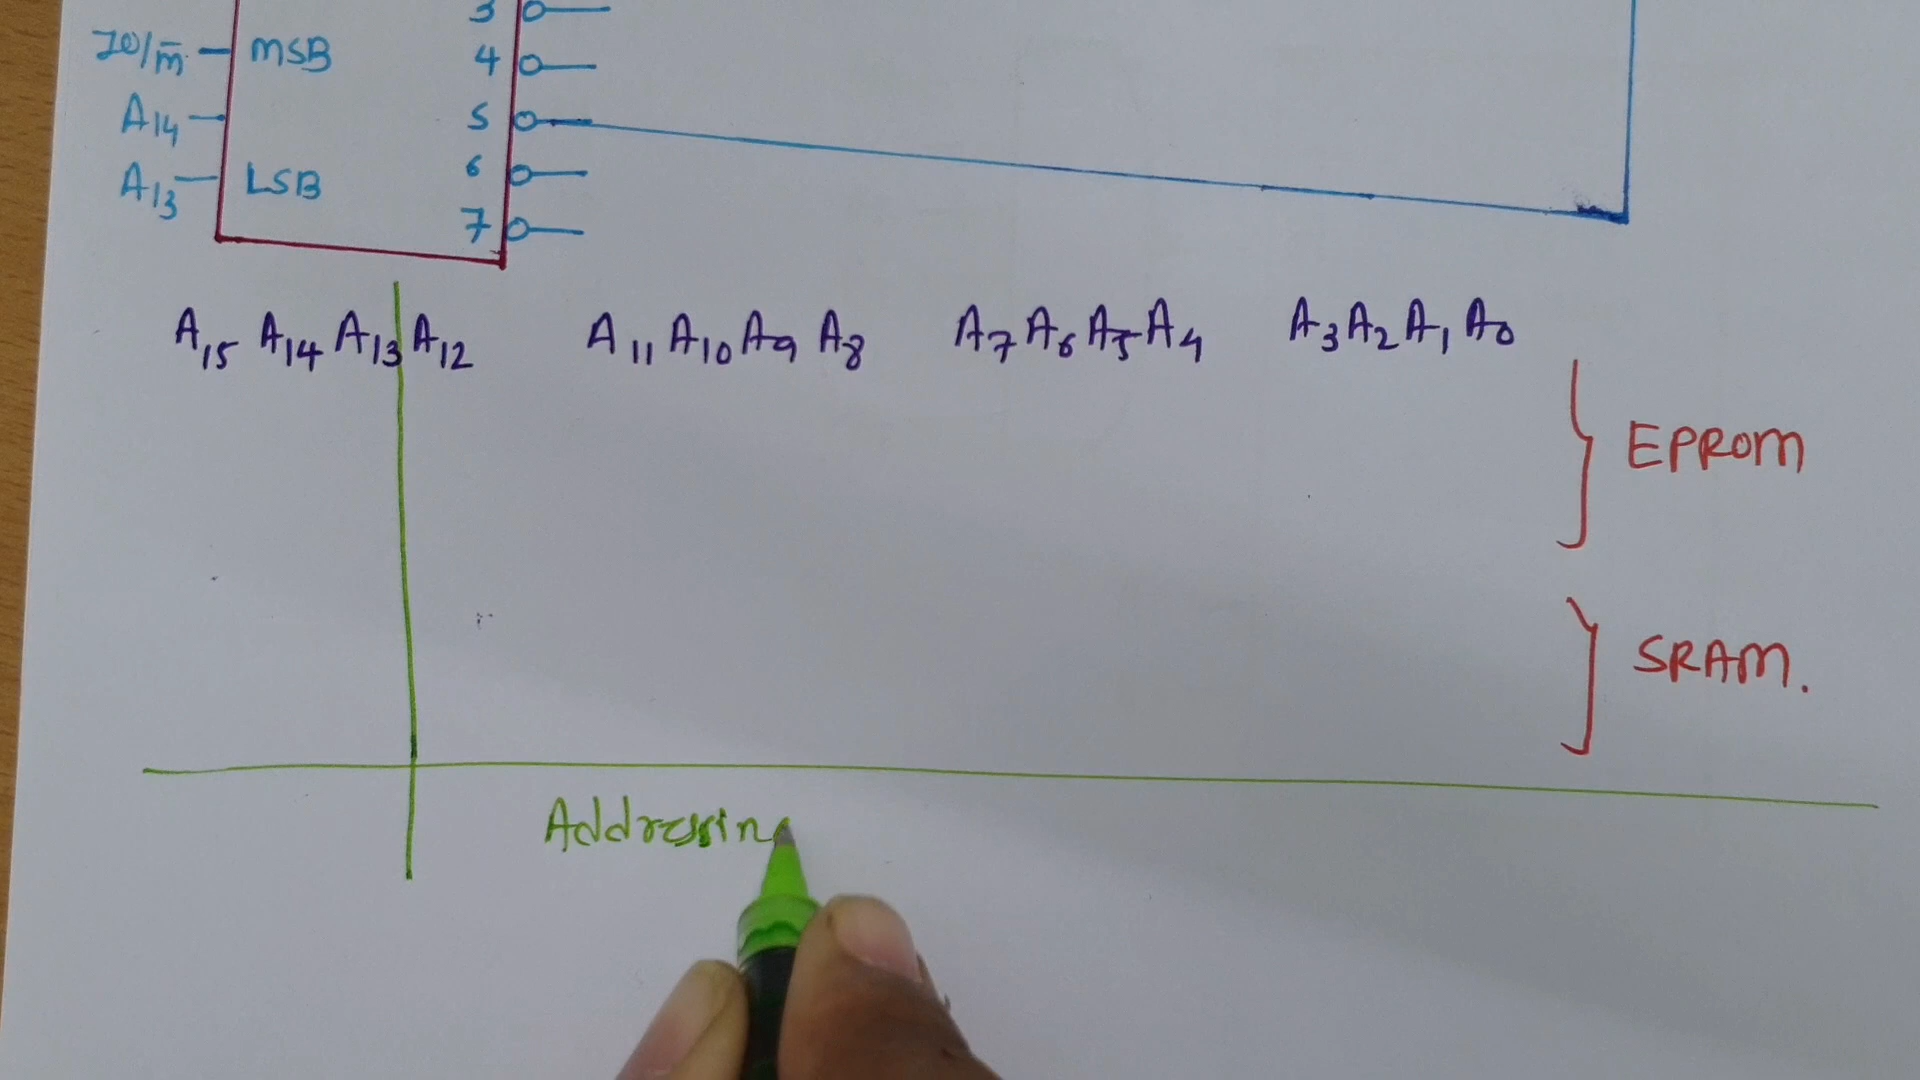 3
IO/m̅ MSB 4
A14 5
A13 LSB 6
7
A15 A14 A13 A12 A11 A10 A9 A8 A7 A6 A5 A4 A3 A2 A1 A0
EPROM
SRAM.
Addressin